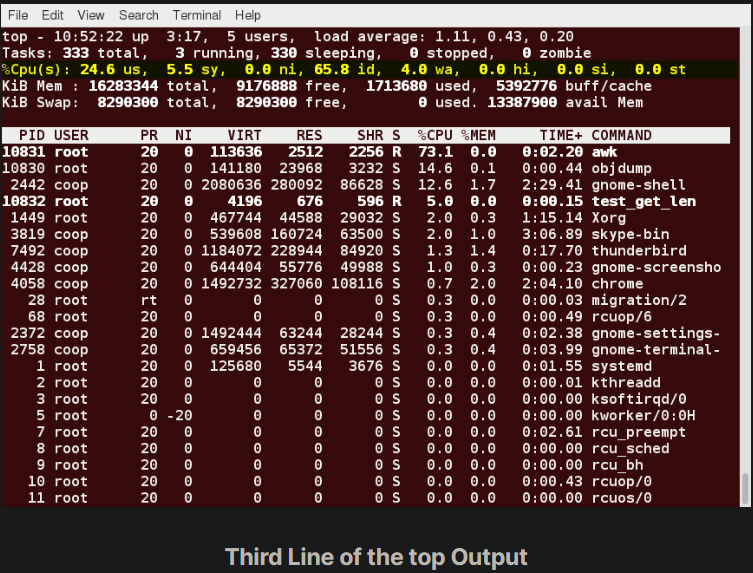 File Edit View Search Terminal Help
top - 10:52:22 up  3:17,  5 users,  load average: 1.11, 0.43, 0.20
Tasks: 333 total,   3 running, 330 sleeping,   0 stopped,   0 zombie
%Cpu(s): 24.6 us,  5.5 sy,  0.0 ni, 65.8 id,  4.0 wa,  0.0 hi,  0.0 si,  0.0 st
KiB Mem : 16283344 total,  9176888 free,  1713680 used,  5392776 buff/cache
KiB Swap:  8290300 total,  8290300 free,        0 used. 13387900 avail Mem
PID USER PR NI VIRT RES SHR S %CPU %MEM TIME+ COMMAND
10831 root 20 0 113636 2512 2256 R 73.1 0.0 0:02.20 awk
10830 root 20 0 141180 23968 3232 S 14.6 0.1 0:00.44 objdump
2442 coop 20 0 2080636 280092 86628 S 12.6 1.7 2:29.41 gnome-shell
10832 root 20 0 4196 676 596 R 5.0 0.0 0:00.15 test_get_len
1449 root 20 0 467744 44588 29032 S 2.0 0.3 1:15.14 Xorg
3819 coop 20 0 539608 160724 63500 S 2.0 1.0 3:06.89 skype-bin
7492 coop 20 0 1184072 228944 84920 S 1.3 1.4 0:17.70 thunderbird
4428 coop 20 0 644404 55776 49988 S 1.0 0.3 0:00.23 gnome-screensho
4058 coop 20 0 1492732 327060 108116 S 0.7 2.0 2:04.10 chrome
28 root rt 0 0 0 0 S 0.3 0.0 0:00.03 migration/2
68 root 20 0 0 0 0 S 0.3 0.0 0:00.49 rcuop/6
2372 coop 20 0 1492444 63244 28244 S 0.3 0.4 0:02.38 gnome-settings-
2758 coop 20 0 659456 65372 51556 S 0.3 0.4 0:03.99 gnome-terminal-
1 root 20 0 125680 5544 3676 S 0.0 0.0 0:01.55 systemd
2 root 20 0 0 0 0 S 0.0 0.0 0:00.01 kthreadd
3 root 20 0 0 0 0 S 0.0 0.0 0:00.00 ksoftirqd/0
5 root 0 -20 0 0 0 S 0.0 0.0 0:00.00 kworker/0:0H
7 root 20 0 0 0 0 S 0.0 0.0 0:02.61 rcu_preempt
8 root 20 0 0 0 0 S 0.0 0.0 0:00.00 rcu_sched
9 root 20 0 0 0 0 S 0.0 0.0 0:00.00 rcu_bh
10 root 20 0 0 0 0 S 0.0 0.0 0:00.43 rcuop/0
11 root 20 0 0 0 0 S 0.0 0.0 0:00.00 rcuos/0
Third Line of the top Output